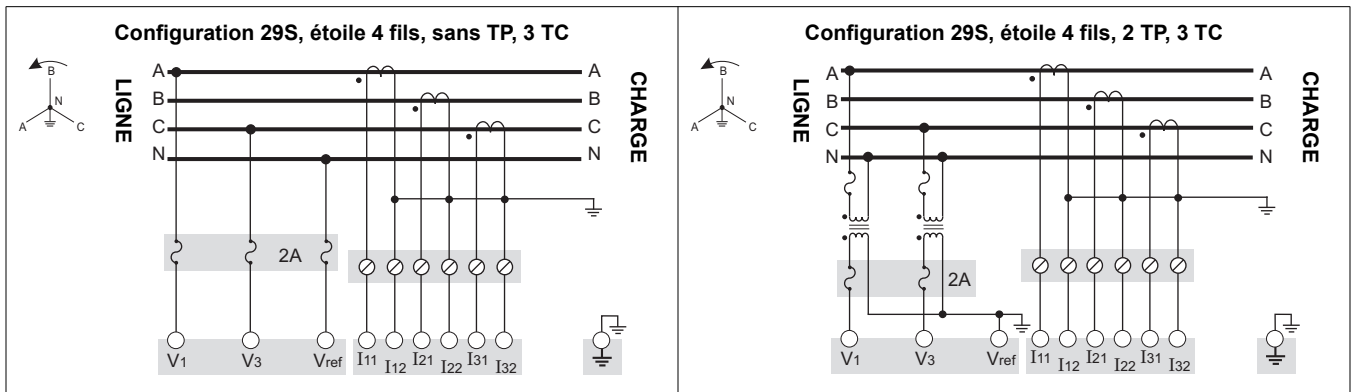 Configuration 29S, étoile 4 fils, sans TP, 3 TC
B
N
A
C
LIGNE
A
B
C
N
A
B
C
N
CHARGE
2A
V1
V3
Vref
I11
I12
I21
I22
I31
I32
Configuration 29S, étoile 4 fils, 2 TP, 3 TC
B
N
A
C
LIGNE
A
B
C
N
A
B
C
N
CHARGE
2A
V1
V3
Vref
I11
I12
I21
I22
I31
I32